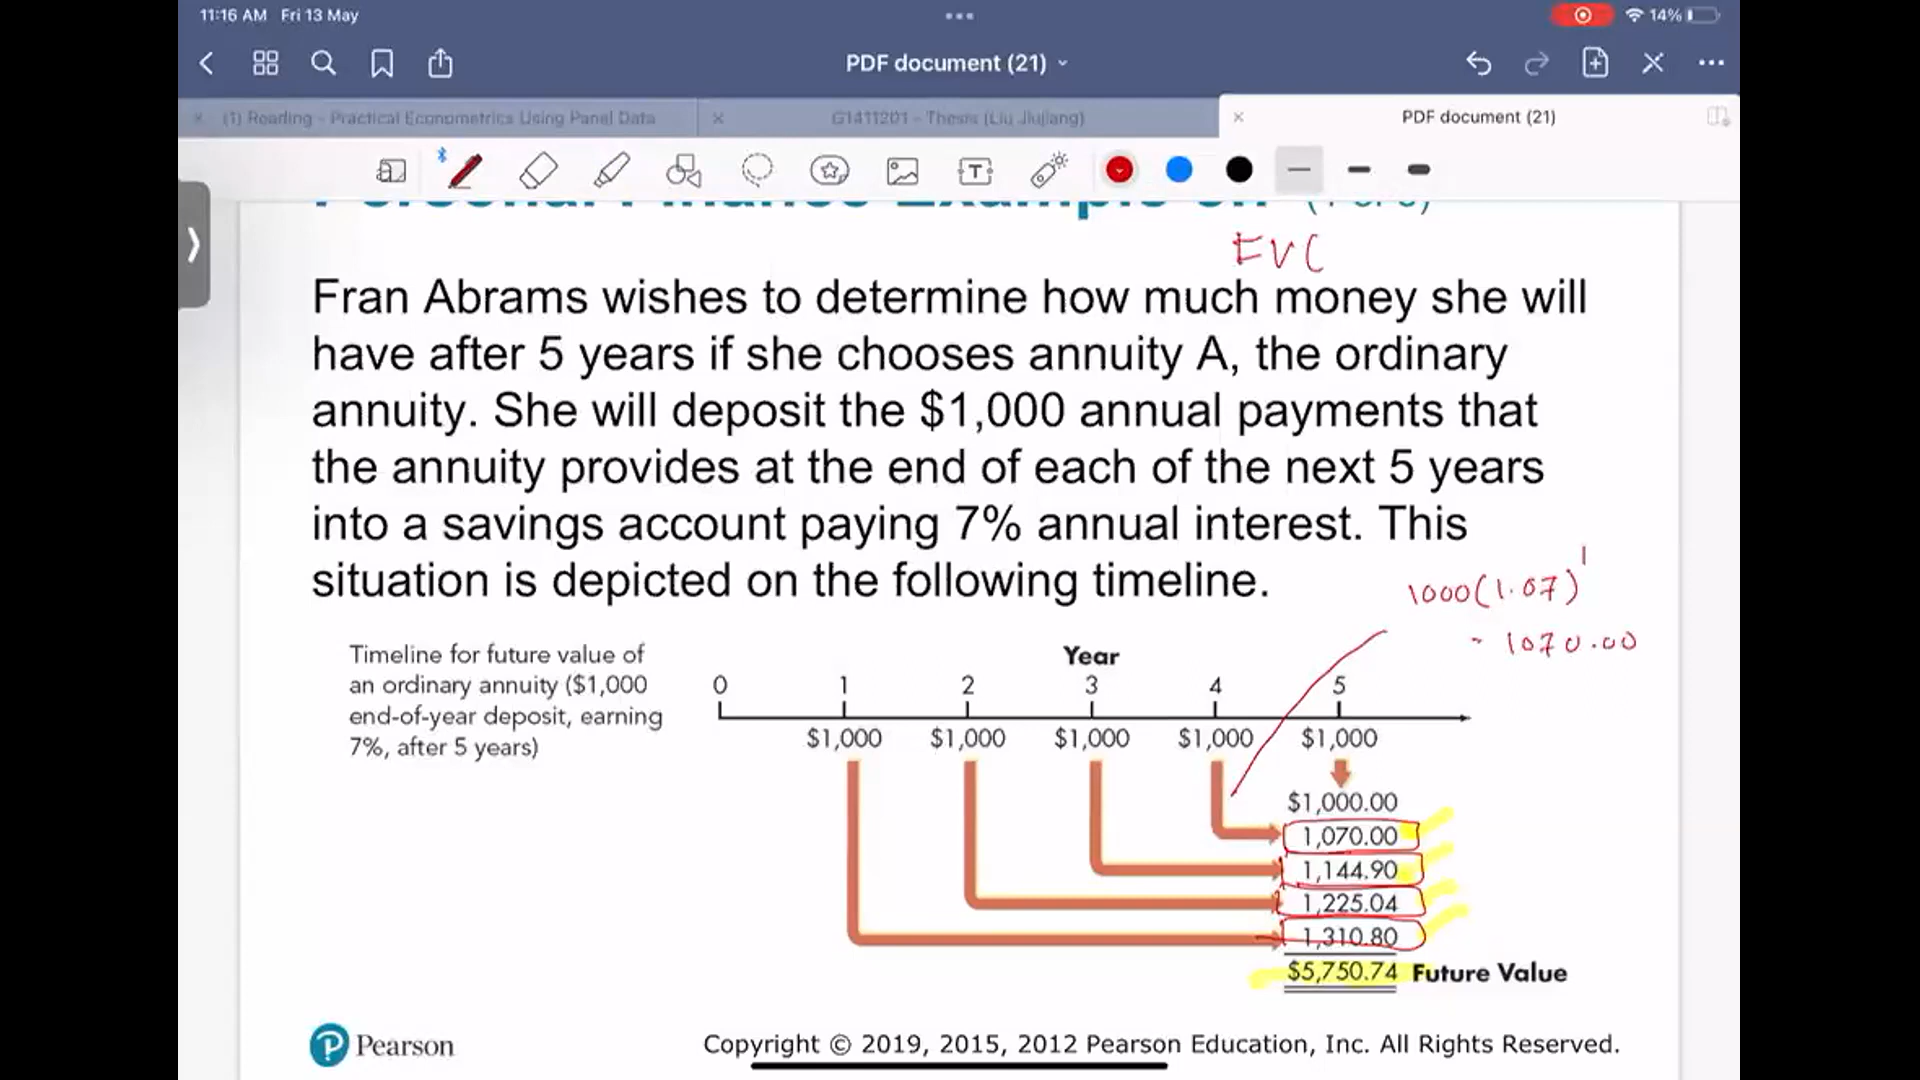 11:16 AM Fri 13 May
14%
PDF document (21)
(1) Reading - Practical Econometrics Using Panel Data
G1411201 - Thesis (Liu Jiujiang)
PDF document (21)
T
Personal Finance Example
FVC
Fran Abrams wishes to determine how much money she will
have after 5 years if she chooses annuity A, the ordinary
annuity. She will deposit the $1,000 annual payments that
the annuity provides at the end of each of the next 5 years
into a savings account paying 7% annual interest. This
situation is depicted on the following timeline.
1000(1.07)¹
= 1070.00
Timeline for future value of
an ordinary annuity ($1,000
end-of-year deposit, earning
7%, after 5 years)
Year
0 1 2 3 4 5
$1,000 $1,000 $1,000 $1,000 $1,000
$1,000.00
1,070.00
1,144.90
1,225.04
1,310.80
$5,750.74 Future Value
P Pearson
Copyright © 2019, 2015, 2012 Pearson Education, Inc. All Rights Reserved.